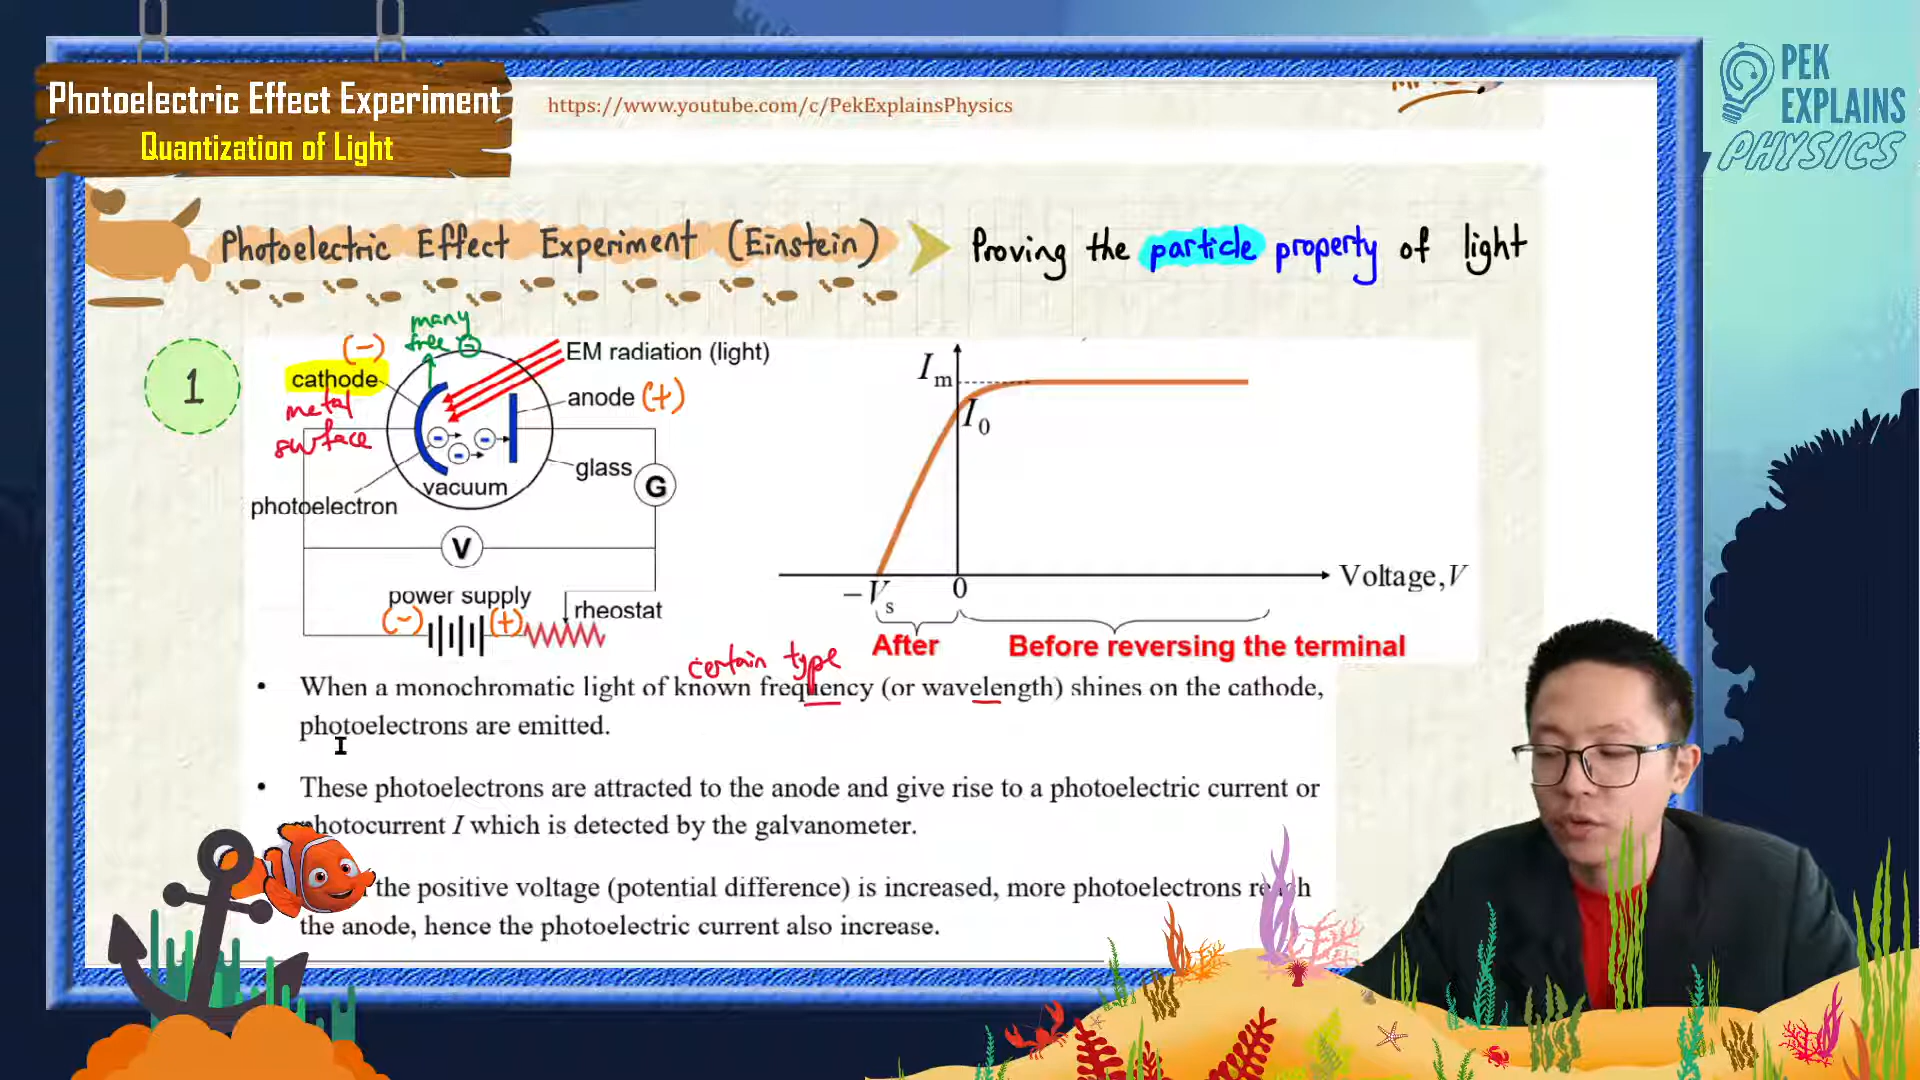 Photoelectric Effect Experiment
Quantization of Light
https://www.youtube.com/c/PekExplainsPhysics
PEK
EXPLAINS
PHYSICS
Photoelectric Effect Experiment (Einstein)
Proving the particle property of light
1
many
free -
(-)
cathode
metal
surface
EM radiation (light)
anode (+)
glass
G
vacuum
photoelectron
V
power supply
(-) (+)
rheostat
Im
I0
−Vs
0
Voltage, V
After
Before reversing the terminal
certain type
• When a monochromatic light of known frequency (or wavelength) shines on the cathode,
photoelectrons are emitted.
• These photoelectrons are attracted to the anode and give rise to a photoelectric current or
photocurrent I which is detected by the galvanometer.
the positive voltage (potential difference) is increased, more photoelectrons reach
the anode, hence the photoelectric current also increase.